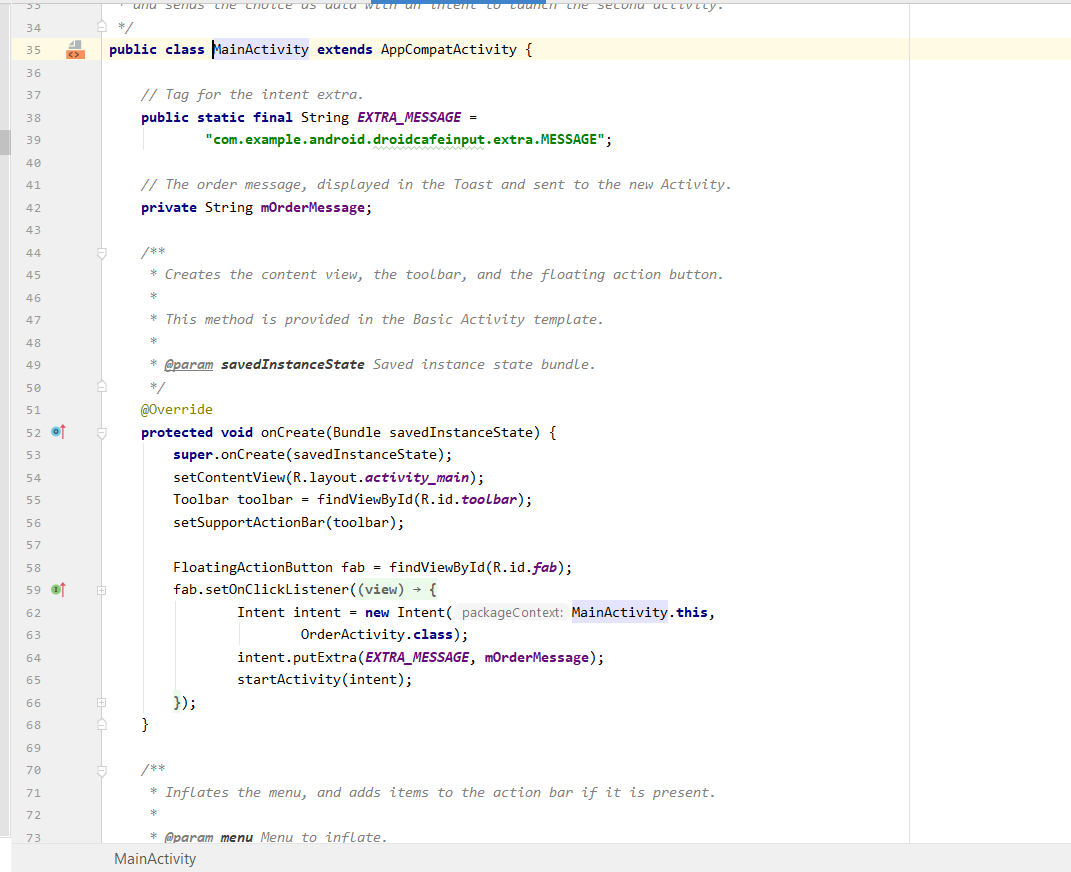 33 * and sends the choice as data with an intent to launch the second activity.
34 */
35 public class MainActivity extends AppCompatActivity {
36
37 // Tag for the intent extra.
38 public static final String EXTRA_MESSAGE =
39 "com.example.android.droidcafeinput.extra.MESSAGE";
40
41 // The order message, displayed in the Toast and sent to the new Activity.
42 private String mOrderMessage;
43
44 /**
45 * Creates the content view, the toolbar, and the floating action button.
46 *
47 * This method is provided in the Basic Activity template.
48 *
49 * @param savedInstanceState Saved instance state bundle.
50 */
51 @Override
52 protected void onCreate(Bundle savedInstanceState) {
53 super.onCreate(savedInstanceState);
54 setContentView(R.layout.activity_main);
55 Toolbar toolbar = findViewById(R.id.toolbar);
56 setSupportActionBar(toolbar);
57
58 FloatingActionButton fab = findViewById(R.id.fab);
59 fab.setOnClickListener((view) → {
62 Intent intent = new Intent( packageContext: MainActivity.this,
63 OrderActivity.class);
64 intent.putExtra(EXTRA_MESSAGE, mOrderMessage);
65 startActivity(intent);
66 });
68 }
69
70 /**
71 * Inflates the menu, and adds items to the action bar if it is present.
72 *
73 * @param menu Menu to inflate.
MainActivity